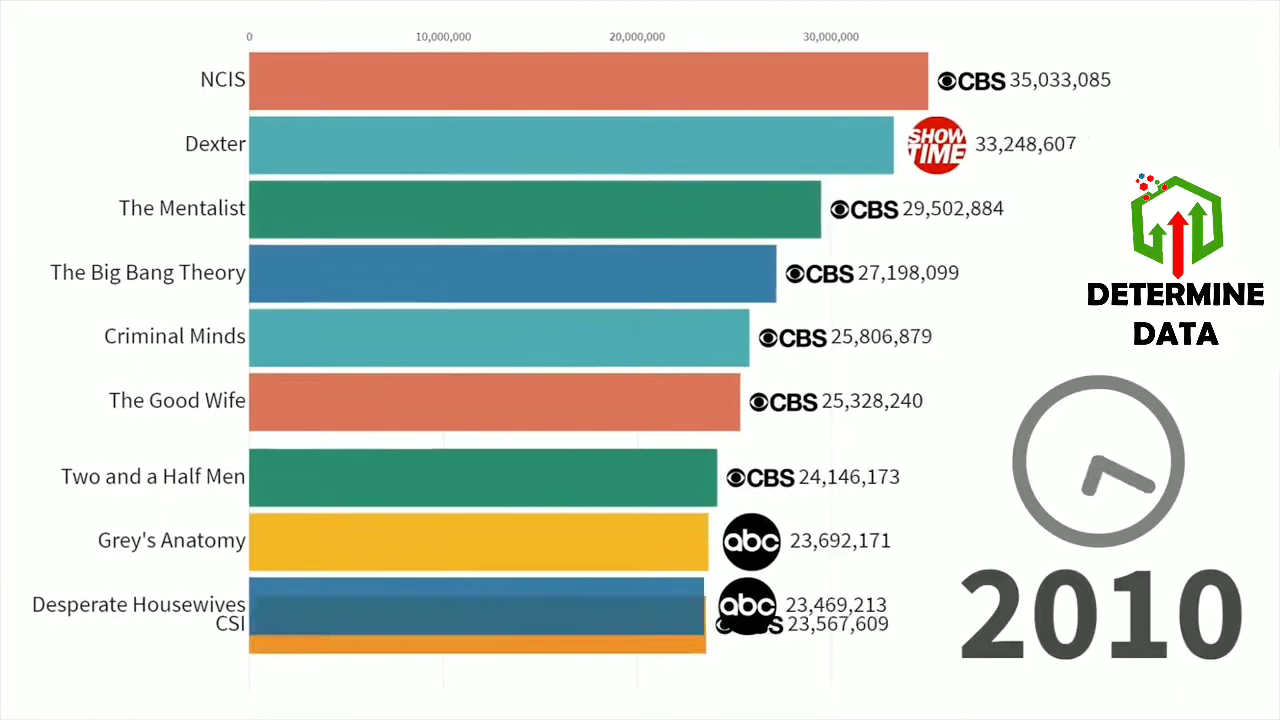 0 10,000,000 20,000,000 30,000,000
NCIS CBS 35,033,085
Dexter SHOW TIME 33,248,607
The Mentalist CBS 29,502,884
The Big Bang Theory CBS 27,198,099
Criminal Minds CBS 25,806,879
The Good Wife CBS 25,328,240
Two and a Half Men CBS 24,146,173
Grey's Anatomy abc 23,692,171
Desperate Housewives abc 23,469,213
CSI CBS 23,567,609
DETERMINE
DATA
2010